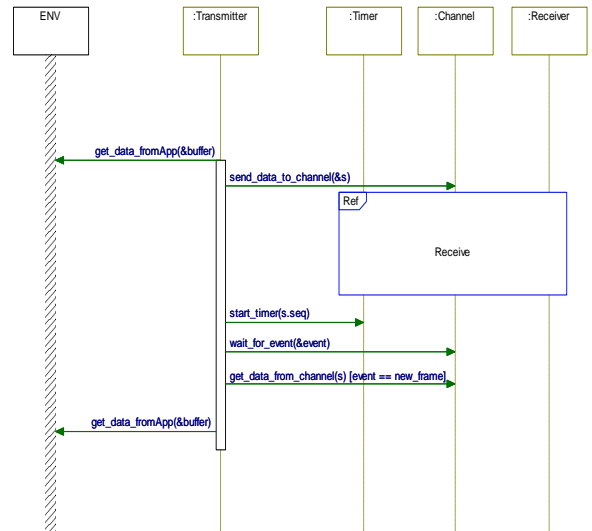 ENV
:Transmitter
:Timer
:Channel
:Receiver
get_data_fromApp(&buffer)
send_data_to_channel(&s)
Ref
Receive
start_timer(s.seq)
wait_for_event(&event)
get_data_from_channel(s) [event == new_frame]
get_data_fromApp(&buffer)